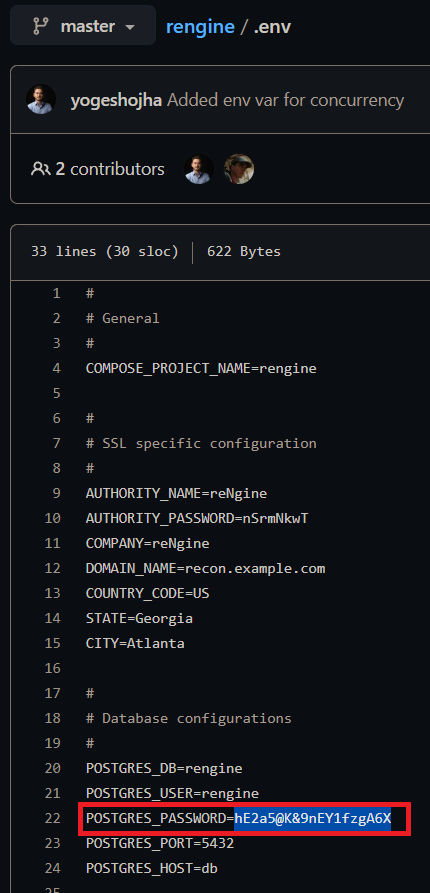 master
rengine / .env
yogeshojha Added env var for concurrency
2 contributors
33 lines (30 sloc) 622 Bytes
1 #
2 # General
3 #
4 COMPOSE_PROJECT_NAME=rengine
5
6 #
7 # SSL specific configuration
8 #
9 AUTHORITY_NAME=reNgine
10 AUTHORITY_PASSWORD=nSrmNkwT
11 COMPANY=reNgine
12 DOMAIN_NAME=recon.example.com
13 COUNTRY_CODE=US
14 STATE=Georgia
15 CITY=Atlanta
16
17 #
18 # Database configurations
19 #
20 POSTGRES_DB=rengine
21 POSTGRES_USER=rengine
22 POSTGRES_PASSWORD=hE2a5@K&9nEY1fzgA6X
23 POSTGRES_PORT=5432
24 POSTGRES_HOST=db
25